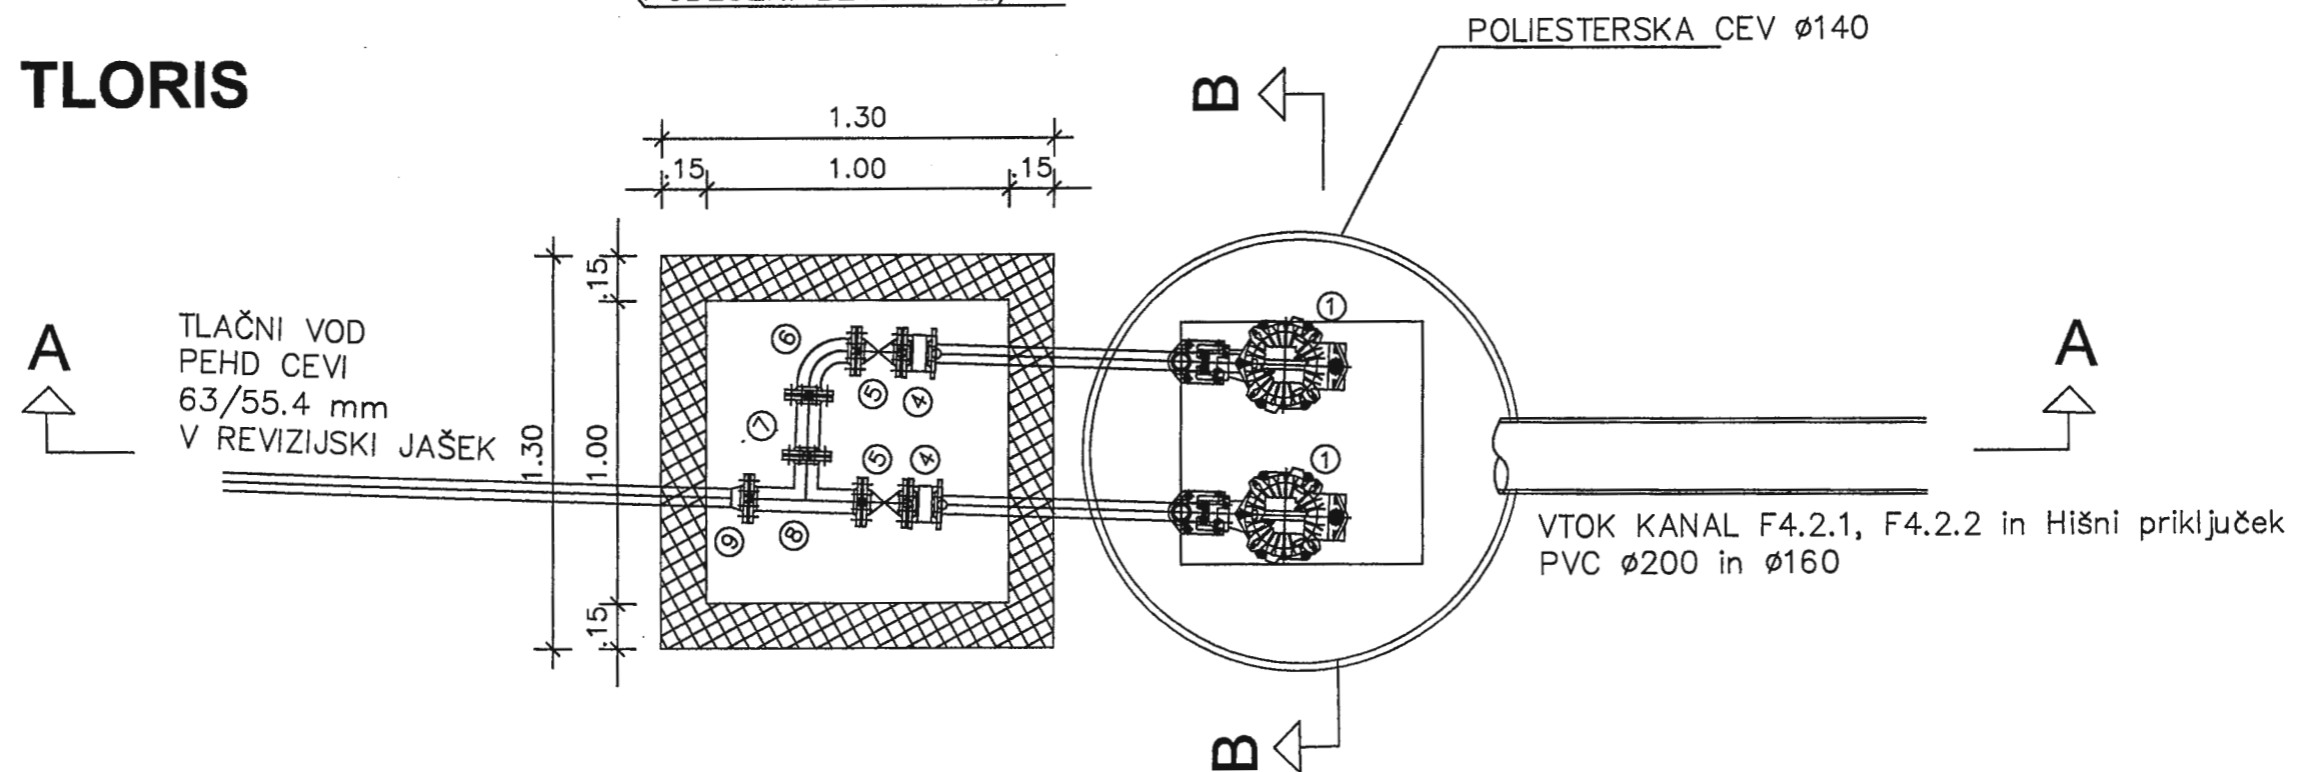 POLIESTERSKA CEV ø140
TLORIS
B
1.30
.15
1.00
.15
1.30
.15
1.00
.15
A
TLAČNI VOD
PEHD CEVI
63/55.4 mm
V REVIZIJSKI JAŠEK
6
5
4
7
5
4
9
8
1
1
A
VTOK KANAL F4.2.1, F4.2.2 in Hišni priključek
PVC ø200 in ø160
B